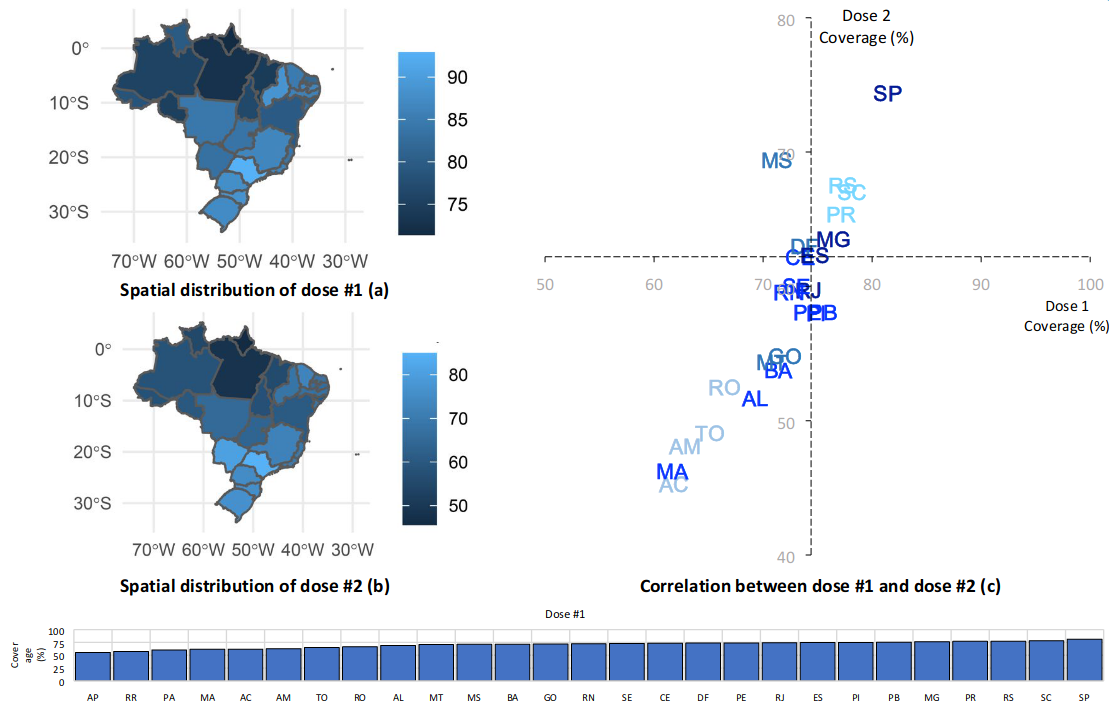 0°
10°S
20°S
30°S
70°W 60°W 50°W 40°W 30°W
90
85
80
75
Spatial distribution of dose #1 (a)
0°
10°S
20°S
30°S
70°W 60°W 50°W 40°W 30°W
80
70
60
50
Spatial distribution of dose #2 (b)
80
Dose 2
Coverage (%)
SP
70
MS
RS
SC
PR
MG
DF
ES
CE
50 60 70 80 90 100
Dose 1
Coverage (%)
SE
RN
RJ
PE
PI
PB
GO
MT
BA
RO
AL
TO
50
AM
MA
AC
40
Correlation between dose #1 and dose #2 (c)
Dose #1
Cover
age
(%)
100
75
50
25
0
AP RR PA MA AC AM TO RO AL MT MS BA GO RN SE CE DF PE RJ ES PI PB MG PR RS SC SP